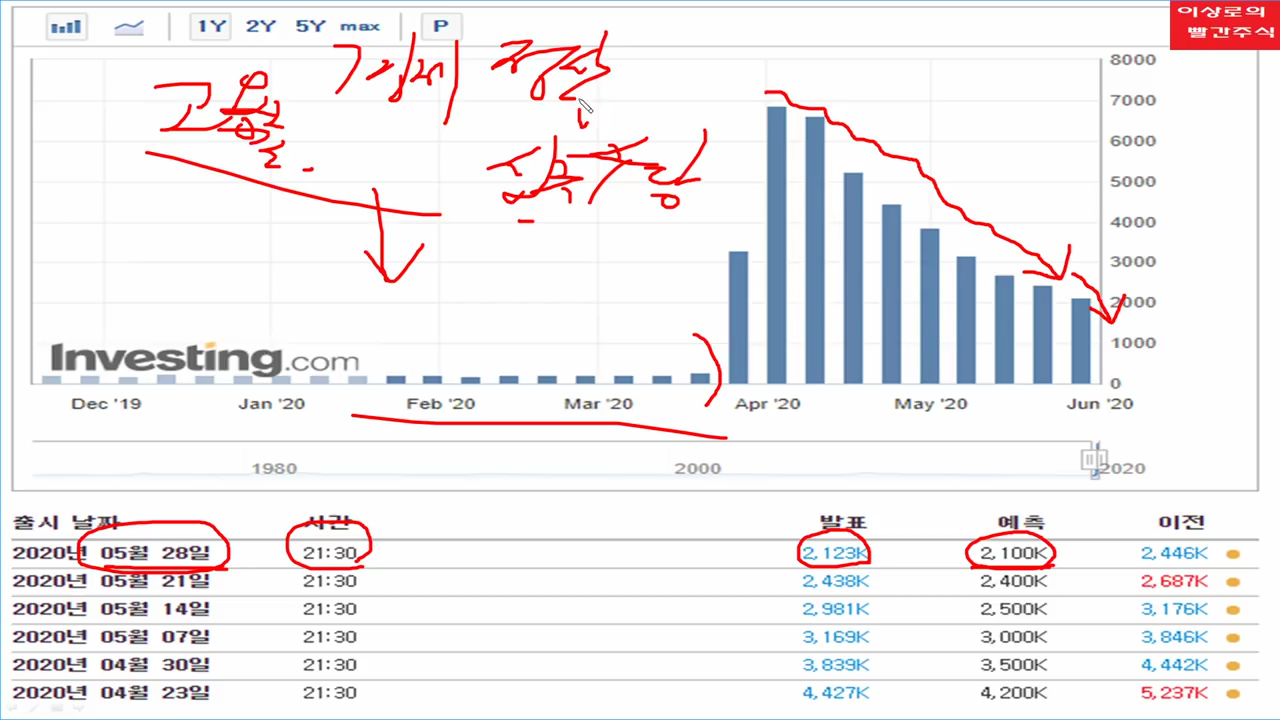 1Y 2Y 5Y max P
이상로의
빨간주식
고용
경제
8000
7000
6000
5000
4000
3000
2000
1000
0
Investing.com
Dec '19 Jan '20 Feb '20 Mar '20 Apr '20 May '20 Jun '20
1980 2000 2020
출시 날짜 시간 발표 예측 이전
2020년 05월 28일 21:30 2,123K 2,100K 2,446K
2020년 05월 21일 21:30 2,438K 2,400K 2,687K
2020년 05월 14일 21:30 2,981K 2,500K 3,176K
2020년 05월 07일 21:30 3,169K 3,000K 3,846K
2020년 04월 30일 21:30 3,839K 3,500K 4,442K
2020년 04월 23일 21:30 4,427K 4,200K 5,237K